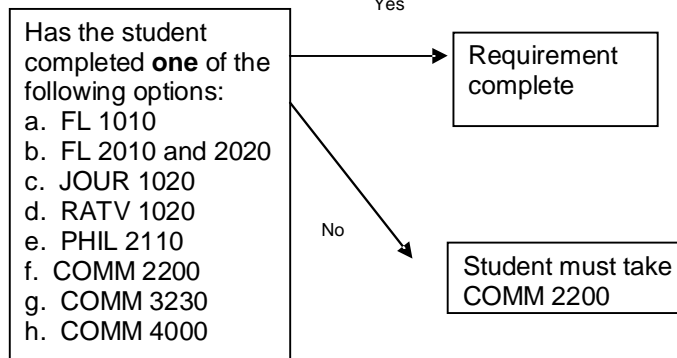 Yes
Has the student
completed one of the
following options:
a. FL 1010
b. FL 2010 and 2020
c. JOUR 1020
d. RATV 1020
e. PHIL 2110
f. COMM 2200
g. COMM 3230
h. COMM 4000
Requirement
complete
No
Student must take
COMM 2200